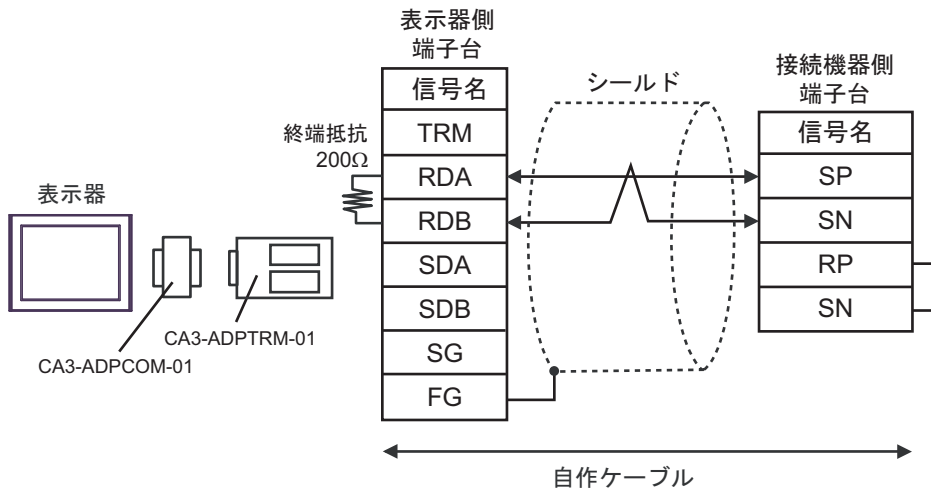 表示器側
端子台
信号名
TRM
RDA
RDB
SDA
SDB
SG
FG
終端抵抗
200Ω
シールド
接続機器側
端子台
信号名
SP
SN
RP
SN
表示器
CA3-ADPTRM-01
CA3-ADPCOM-01
自作ケーブル